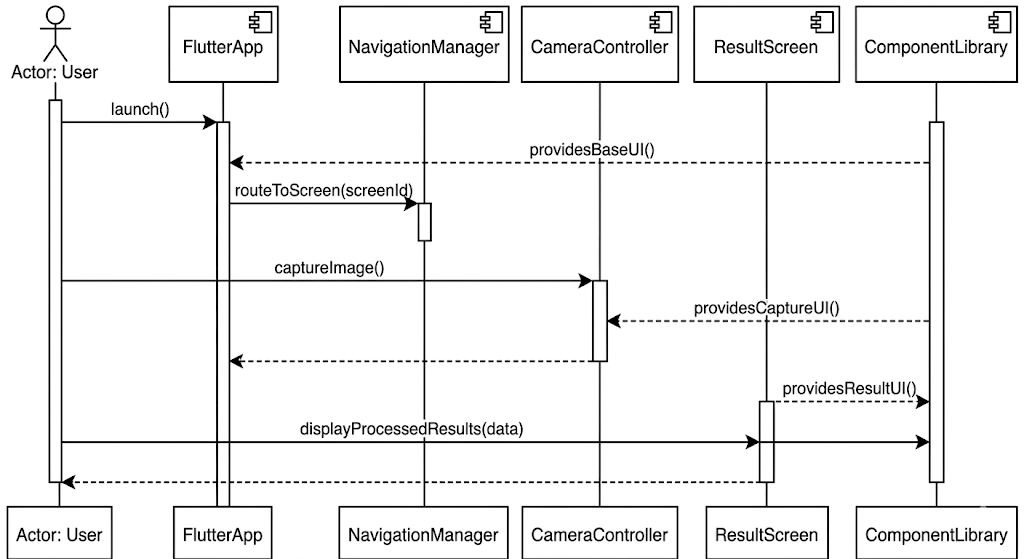 Actor: User
FlutterApp
NavigationManager
CameraController
ResultScreen
ComponentLibrary
launch()
providesBaseUI()
routeToScreen(screenId)
captureImage()
providesCaptureUI()
providesResultUI()
displayProcessedResults(data)
Actor: User
FlutterApp
NavigationManager
CameraController
ResultScreen
ComponentLibrary